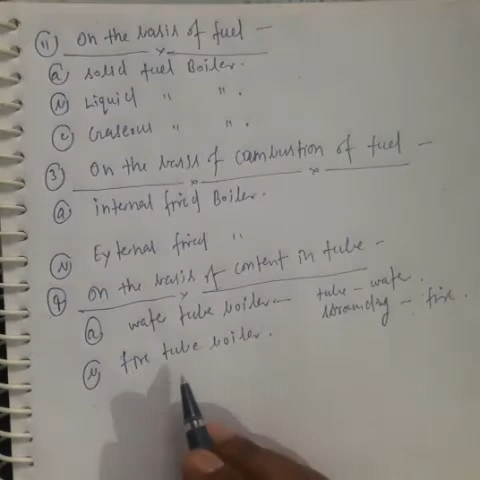 (11) On the basis of fuel —
(a) solid fuel Boiler.
(b) Liquid " " .
(c) Gaseous " " .
(3) On the basis of combustion of fuel —
(a) internal fired Boiler.
(b) External fired "
(4) on the basis of content in tube -
(a) water tube boiler — tube - water.
surrounding - fire.
(b) fire tube boiler.